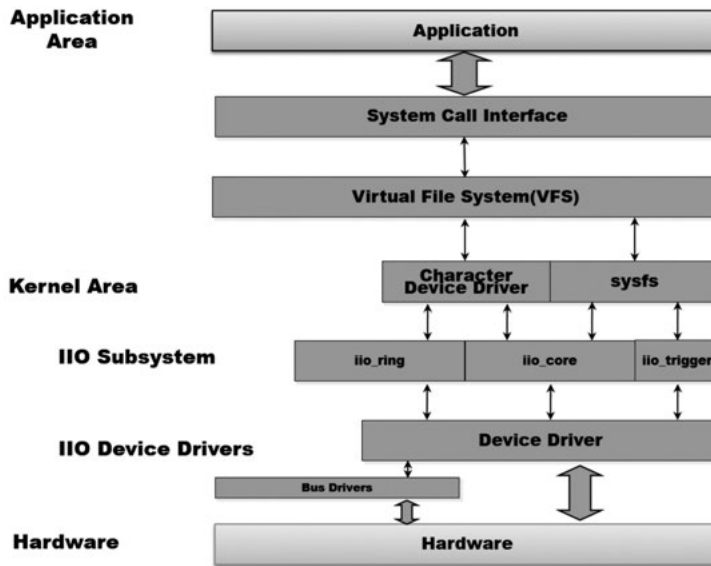 Application
Area
Application
System Call Interface
Virtual File System(VFS)
Kernel Area
Character
Device Driver
sysfs
IIO Subsystem
iio_ring
iio_core
iio_trigger
IIO Device Drivers
Device Driver
Bus Drivers
Hardware
Hardware